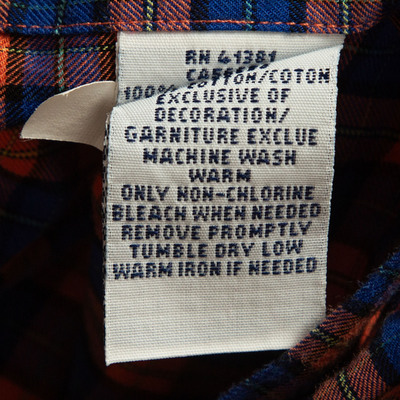 RN 41381
100% COTTON/COTON
EXCLUSIVE OF
DECORATION/
GARNITURE EXCLUE
MACHINE WASH
WARM
ONLY NON-CHLORINE
BLEACH WHEN NEEDED
REMOVE PROMPTLY
TUMBLE DRY LOW
WARM IRON IF NEEDED